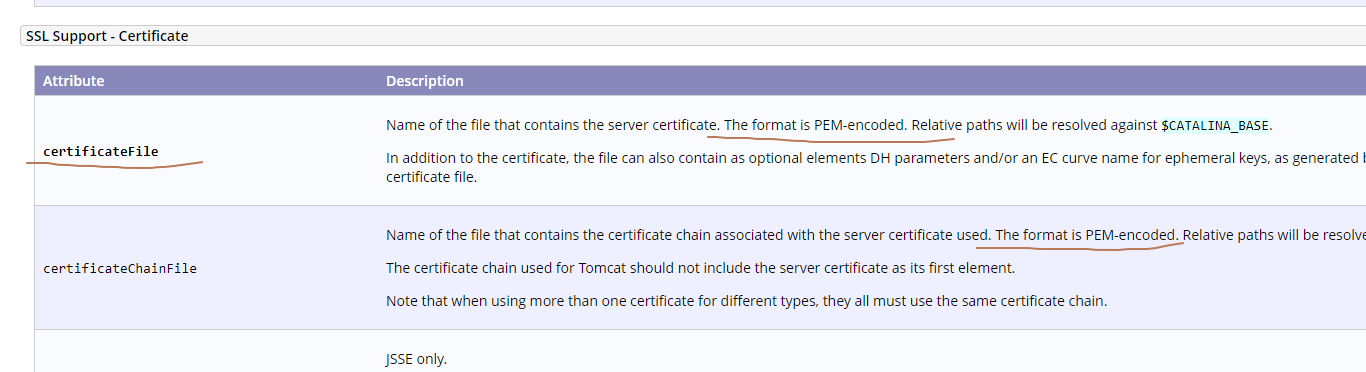 SSL Support - Certificate
Attribute Description
Name of the file that contains the server certificate. The format is PEM-encoded. Relative paths will be resolved against $CATALINA_BASE.
certificateFile
In addition to the certificate, the file can also contain as optional elements DH parameters and/or an EC curve name for ephemeral keys, as generated
certificate file.
Name of the file that contains the certificate chain associated with the server certificate used. The format is PEM-encoded. Relative paths will be
certificateChainFile
The certificate chain used for Tomcat should not include the server certificate as its first element.
Note that when using more than one certificate for different types, they all must use the same certificate chain.
JSSE only.